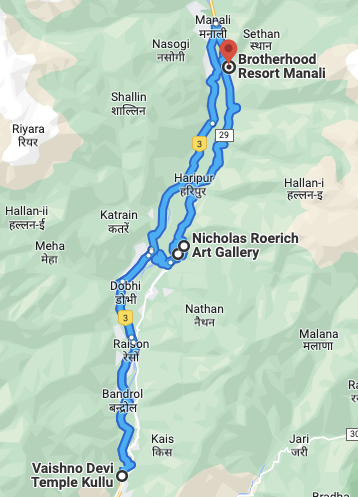 Manali
मनाली
Sethan
स्थान
Nasogi
नसोगी
Brotherhood
Resort Manali
Shallin
शाल्लिन
Riyara
रियर
29
3
Haripur
हरिपुर
Hallan-i
हल्लन-इ
Hallan-ii
हल्लन-ई
Katrain
कतरें
Meha
मेहा
Nicholas Roerich
Art Gallery
Dobhi
डोभी
3
Nathan
नैथन
Raison
रेसों
Malana
मलाणा
Bandrol
बन्द्रोल
Kais
किस
Jari
जरी
30
Vaishno Devi
Temple Kullu